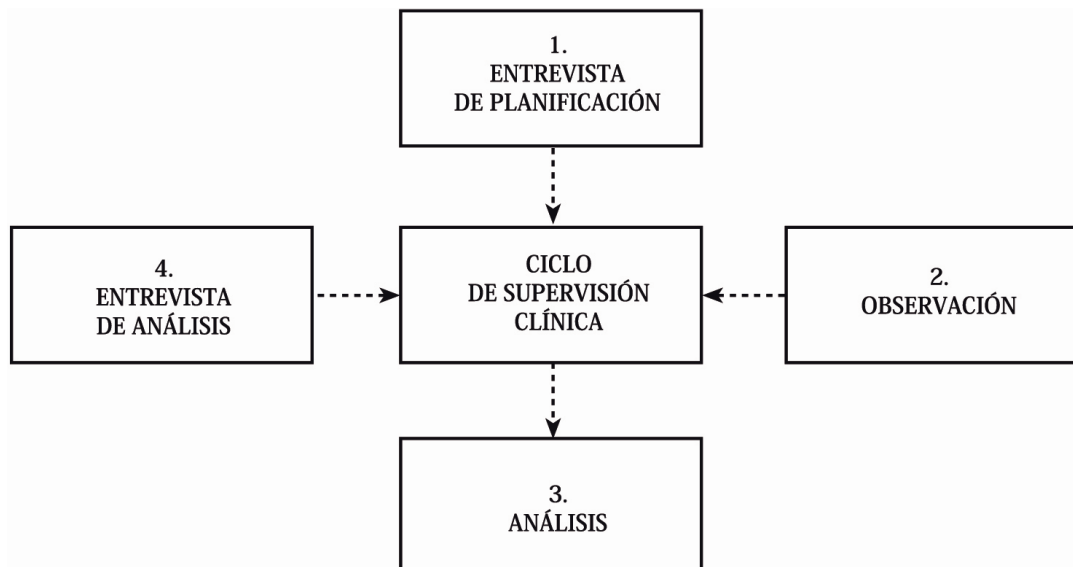 1.
ENTREVISTA
DE PLANIFICACIÓN
4.
ENTREVISTA
DE ANÁLISIS
CICLO
DE SUPERVISIÓN
CLÍNICA
2.
OBSERVACIÓN
3.
ANÁLISIS